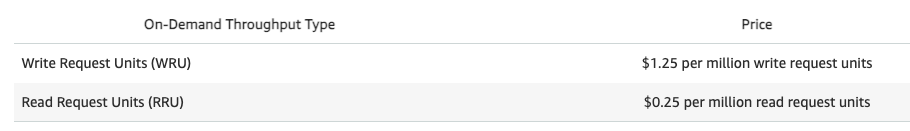 On-Demand Throughput Type Price
Write Request Units (WRU) $1.25 per million write request units
Read Request Units (RRU) $0.25 per million read request units